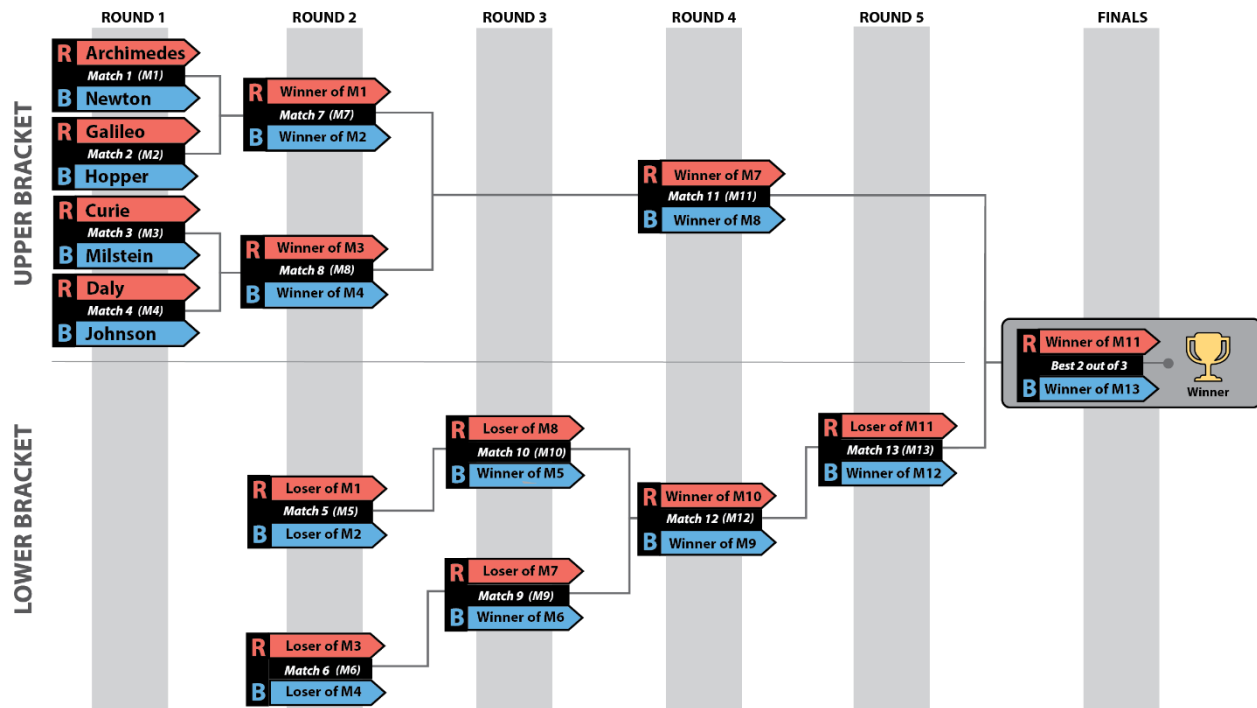 ROUND 1
ROUND 2
ROUND 3
ROUND 4
ROUND 5
FINALS
UPPER BRACKET
R Archimedes
Match 1 (M1)
B Newton
R Galileo
Match 2 (M2)
B Hopper
R Curie
Match 3 (M3)
B Milstein
R Daly
Match 4 (M4)
B Johnson
R Winner of M1
Match 7 (M7)
B Winner of M2
R Winner of M3
Match 8 (M8)
B Winner of M4
R Winner of M7
Match 11 (M11)
B Winner of M8
R Winner of M11
Best 2 out of 3
B Winner of M13
Winner
LOWER BRACKET
R Loser of M1
Match 5 (M5)
B Loser of M2
R Loser of M3
Match 6 (M6)
B Loser of M4
R Loser of M8
Match 10 (M10)
B Winner of M5
R Loser of M7
Match 9 (M9)
B Winner of M6
R Winner of M10
Match 12 (M12)
B Winner of M9
R Loser of M11
Match 13 (M13)
B Winner of M12